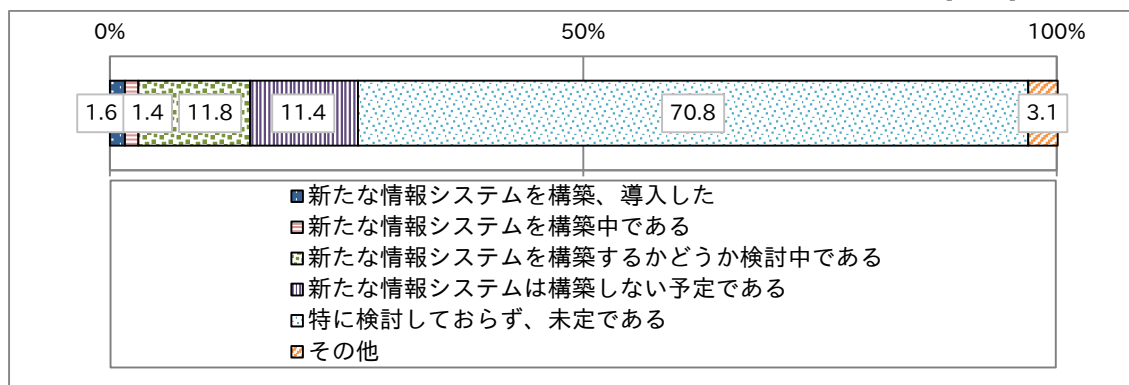 0% 50% 100%
1.6 1.4 11.8 11.4 70.8 3.1
新たな情報システムを構築、導入した
新たな情報システムを構築中である
新たな情報システムを構築するかどうか検討中である
新たな情報システムは構築しない予定である
特に検討しておらず、未定である
その他